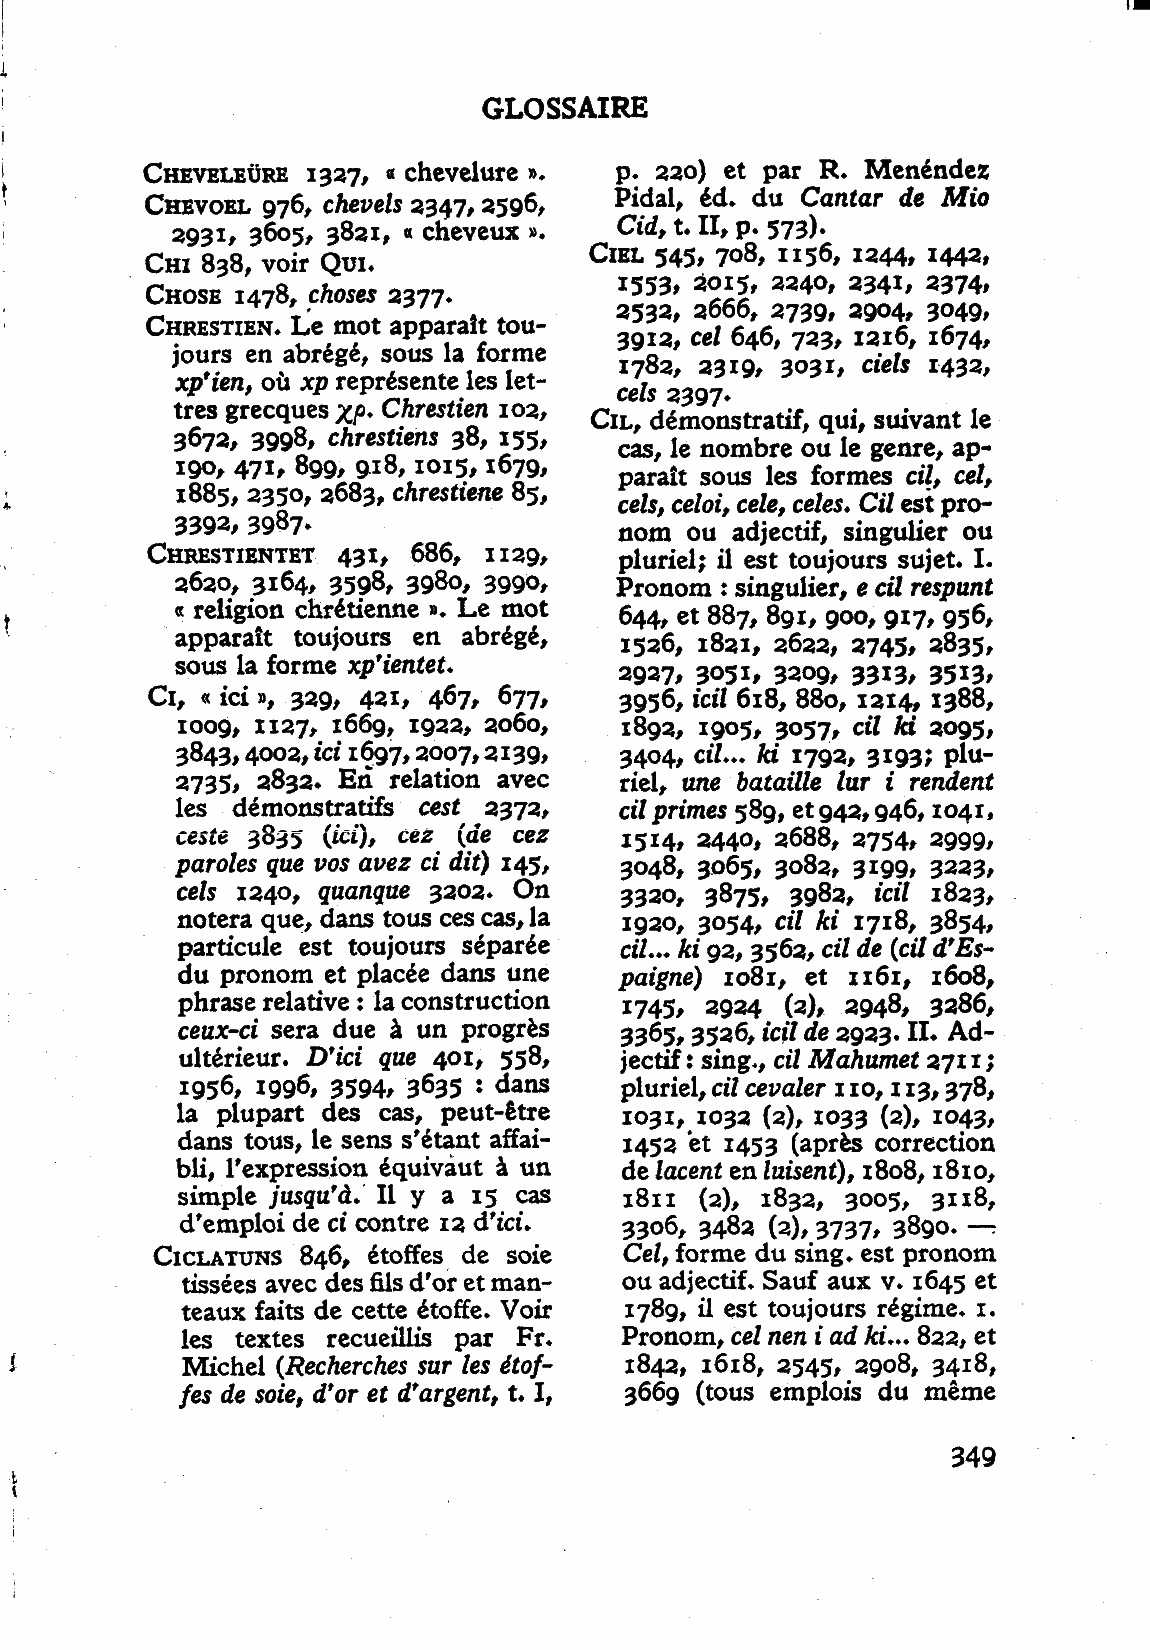 GLOSSAIRE
CHEVELEÜRE 1327, « chevelure ».
CHEVOEL 976, chevels 2347, 2596,
2931, 3605, 3821, « cheveux ».
CHI 838, voir QUI.
CHOSE 1478, choses 2377.
CHRESTIEN. Le mot apparaît tou-
jours en abrégé, sous la forme
xp'ien, où xp représente les let-
tres grecques χρ. Chrestien 102,
3672, 3998, chrestiens 38, 155,
190, 471, 899, 918, 1015, 1679,
1885, 2350, 2683, chrestiene 85,
3392, 3987.
CHRESTIENTET 431, 686, 1129,
2620, 3164, 3598, 3980, 3990,
« religion chrétienne ». Le mot
apparaît toujours en abrégé,
sous la forme xp'ientet.
CI, « ici », 329, 421, 467, 677,
1009, 1127, 1669, 1922, 2060,
3843, 4002, ici 1697, 2007, 2139,
2735, 2832. En relation avec
les démonstratifs cest 2372,
ceste 3835 (ici), cez (de cez
paroles que vos avez ci dit) 145,
cels 1240, quanque 3202. On
notera que, dans tous ces cas, la
particule est toujours séparée
du pronom et placée dans une
phrase relative : la construction
ceux-ci sera due à un progrès
ultérieur. D'ici que 401, 558,
1956, 1996, 3594, 3635 : dans
la plupart des cas, peut-être
dans tous, le sens s'étant affai-
bli, l'expression équivaut à un
simple jusqu'à. Il y a 15 cas
d'emploi de ci contre 12 d'ici.
CICLATUNS 846, étoffes de soie
tissées avec des fils d'or et man-
teaux faits de cette étoffe. Voir
les textes recueillis par Fr.
Michel (Recherches sur les étof-
fes de soie, d'or et d'argent, t. I,
p. 220) et par R. Menéndez
Pidal, éd. du Cantar de Mio
Cid, t. II, p. 573).
CIEL 545, 708, 1156, 1244, 1442,
1553, 2015, 2240, 2341, 2374,
2532, 2666, 2739, 2904, 3049,
3912, cel 646, 723, 1216, 1674,
1782, 2319, 3031, ciels 1432,
cels 2397.
CIL, démonstratif, qui, suivant le
cas, le nombre ou le genre, ap-
paraît sous les formes cil, cel,
cels, celoi, cele, celes. Cil est pro-
nom ou adjectif, singulier ou
pluriel; il est toujours sujet. I.
Pronom : singulier, e cil respunt
644, et 887, 891, 900, 917, 956,
1526, 1821, 2622, 2745, 2835,
2927, 3051, 3209, 3313, 3513,
3956, icil 618, 880, 1214, 1388,
1892, 1905, 3057, cil ki 2095,
3404, cil... ki 1792, 3193; plu-
riel, une bataille lur i rendent
cil primes 589, et 942, 946, 1041,
1514, 2440, 2688, 2754, 2999,
3048, 3065, 3082, 3199, 3223,
3320, 3875, 3982, icil 1823,
1920, 3054, cil ki 1718, 3854,
cil... ki 92, 3562, cil de (cil d'Es-
paigne) 1081, et 1161, 1608,
1745, 2924 (2), 2948, 3286,
3365, 3526, icil de 2923. II. Ad-
jectif : sing., cil Mahumet 2711;
pluriel, cil cevaler 110, 113, 378,
1031, 1032 (2), 1033 (2), 1043,
1452 et 1453 (après correction
de lacent en luisent), 1808, 1810,
1811 (2), 1832, 3005, 3118,
3306, 3482 (2), 3737, 3890. —
Cel, forme du sing. est pronom
ou adjectif. Sauf aux v. 1645 et
1789, il est toujours régime. 1.
Pronom, cel nen i ad ki... 822, et
1842, 1618, 2545, 2908, 3418,
3669 (tous emplois du même
349